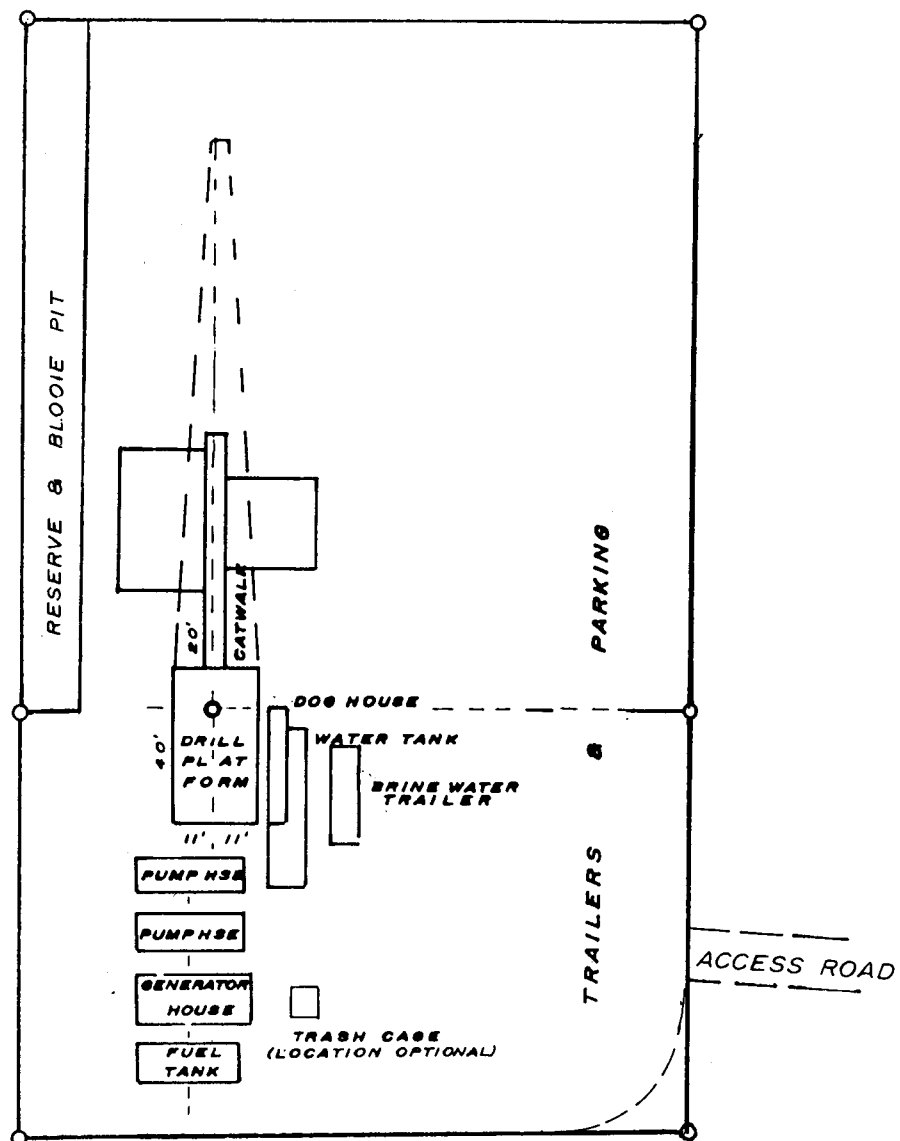 RESERVE & BLOOIE PIT
PARKING
&
TRAILERS
20'
CATWALK
DOG HOUSE
WATER TANK
40'
DRILL
PLAT
FORM
BRINE WATER
TRAILER
11' 11'
PUMP HSE
PUMP HSE
ACCESS ROAD
GENERATOR
HOUSE
TRASH CAGE
(LOCATION OPTIONAL)
FUEL
TANK